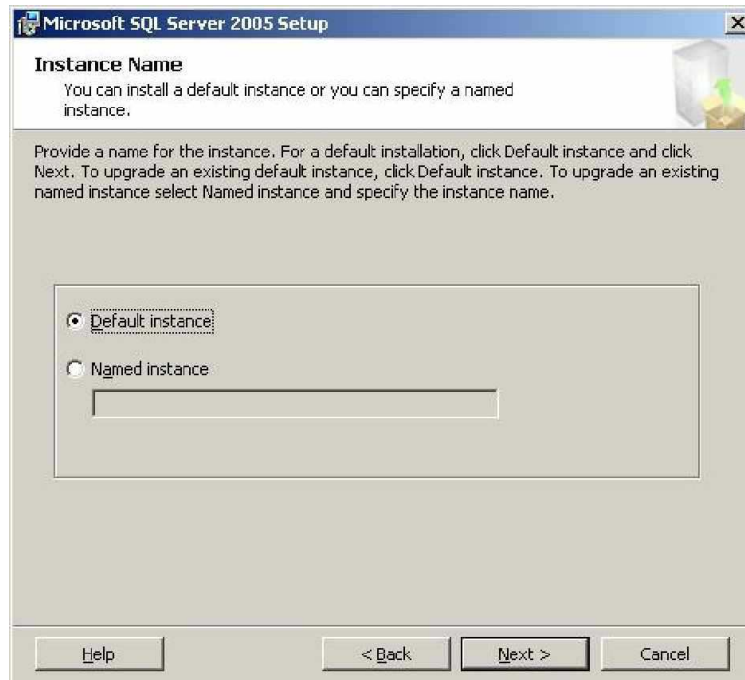 Microsoft SQL Server 2005 Setup
Instance Name
You can install a default instance or you can specify a named
instance.
Provide a name for the instance. For a default installation, click Default instance and click
Next. To upgrade an existing default instance, click Default instance. To upgrade an existing
named instance select Named instance and specify the instance name.
Default instance
Named instance
Help
< Back
Next >
Cancel